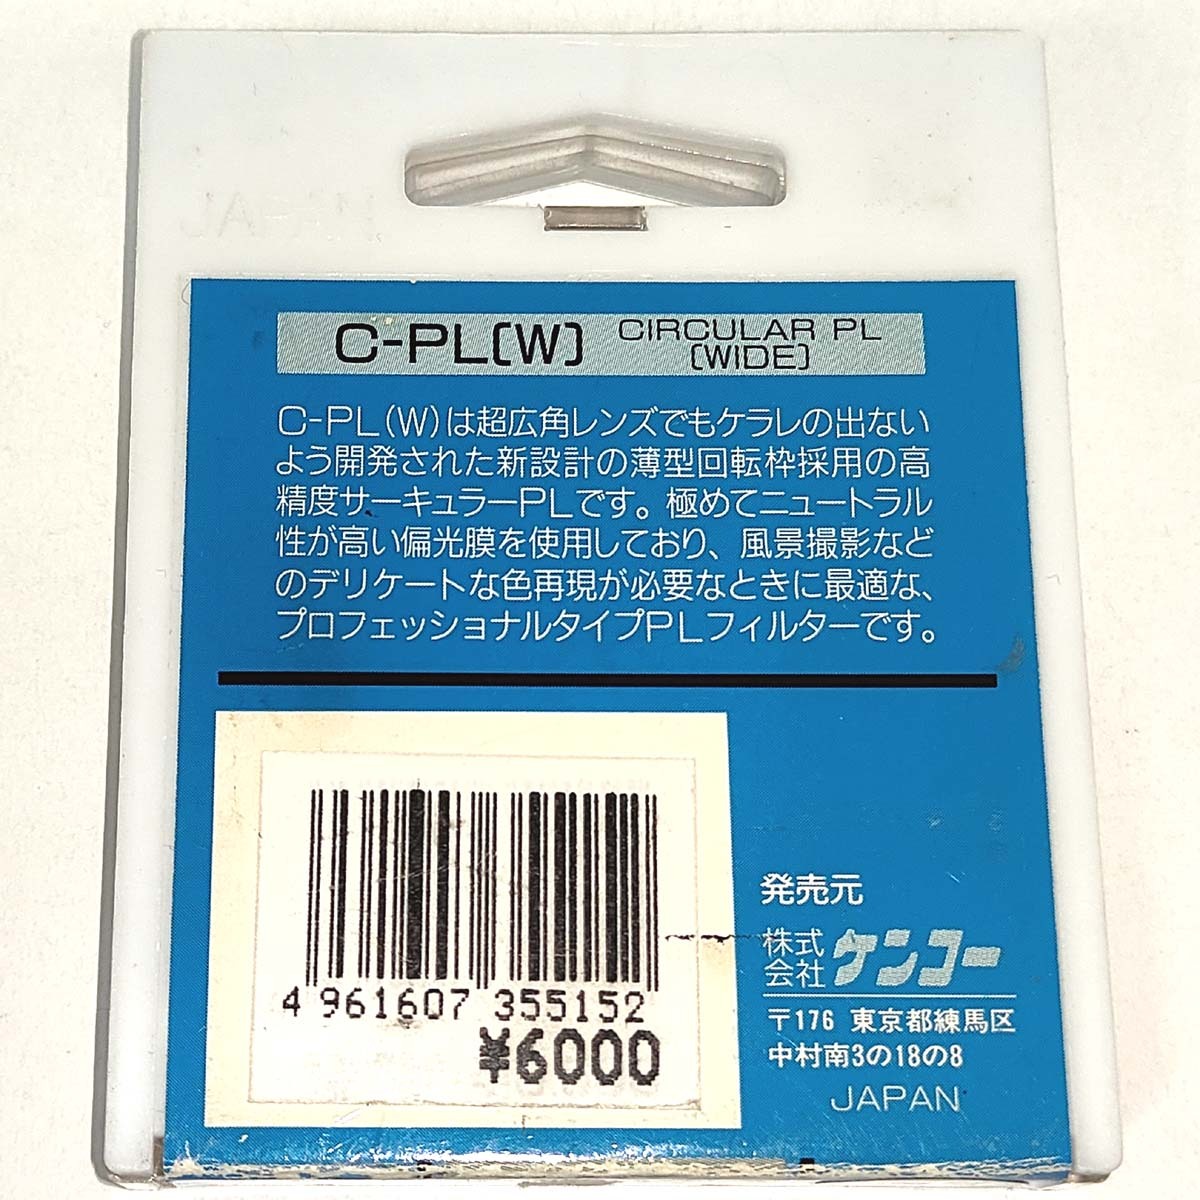 C-PL[W] CIRCULAR PL
[WIDE]
C-PL(W)は超広角レンズでもケラレの出ない
よう開発された新設計の薄型回転枠採用の高
精度サーキュラーPLです。極めてニュートラル
性が高い偏光膜を使用しており、風景撮影など
のデリケートな色再現が必要なときに最適な、
プロフェッショナルタイプPLフィルターです。
4 961607 355152
¥6000
発売元
株式会社 ケンコー
〒176 東京都練馬区
中村南3の18の8
JAPAN